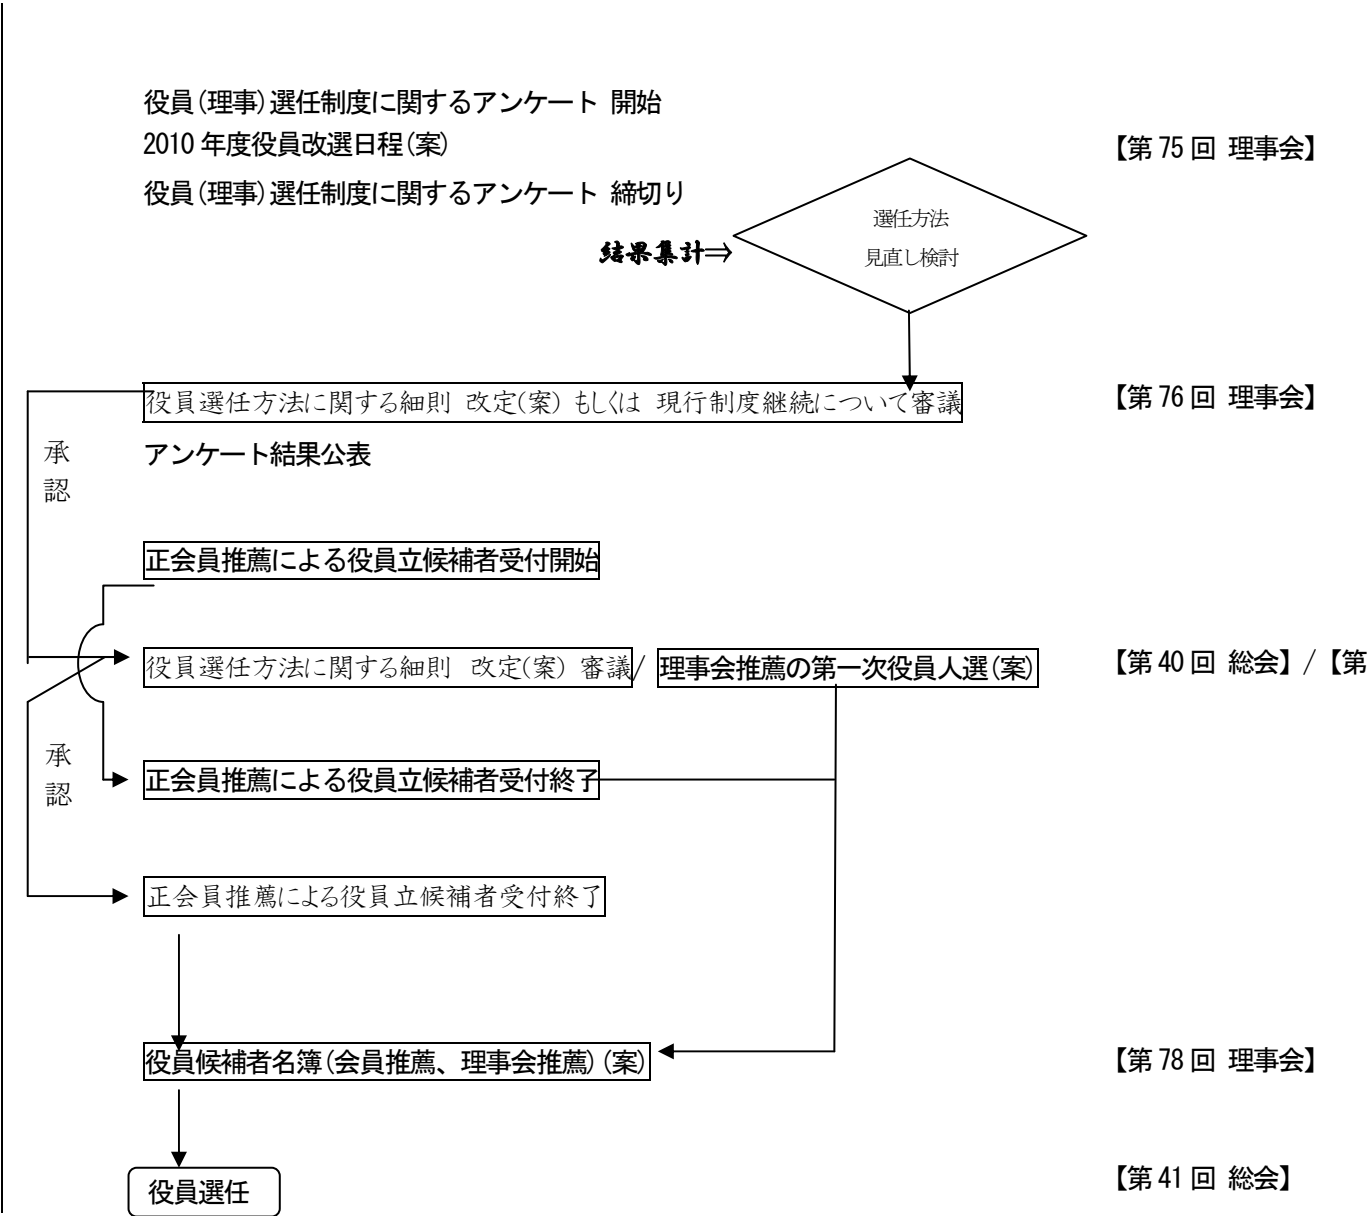 役員(理事)選任制度に関するアンケート 開始
2010 年度役員改選日程(案)
【第 75 回 理事会】
役員(理事)選任制度に関するアンケート 締切り
選任方法
見直し検討
結果集計⇒
役員選任方法に関する細則 改定(案) もしくは 現行制度継続について審議
【第 76 回 理事会】
承
認
アンケート結果公表
正会員推薦による役員立候補者受付開始
役員選任方法に関する細則 改定(案) 審議/ 理事会推薦の第一次役員人選(案)
【第 40 回 総会】/【第
承
認
正会員推薦による役員立候補者受付終了
正会員推薦による役員立候補者受付終了
役員候補者名簿(会員推薦、理事会推薦)(案)
【第 78 回 理事会】
役員選任
【第 41 回 総会】